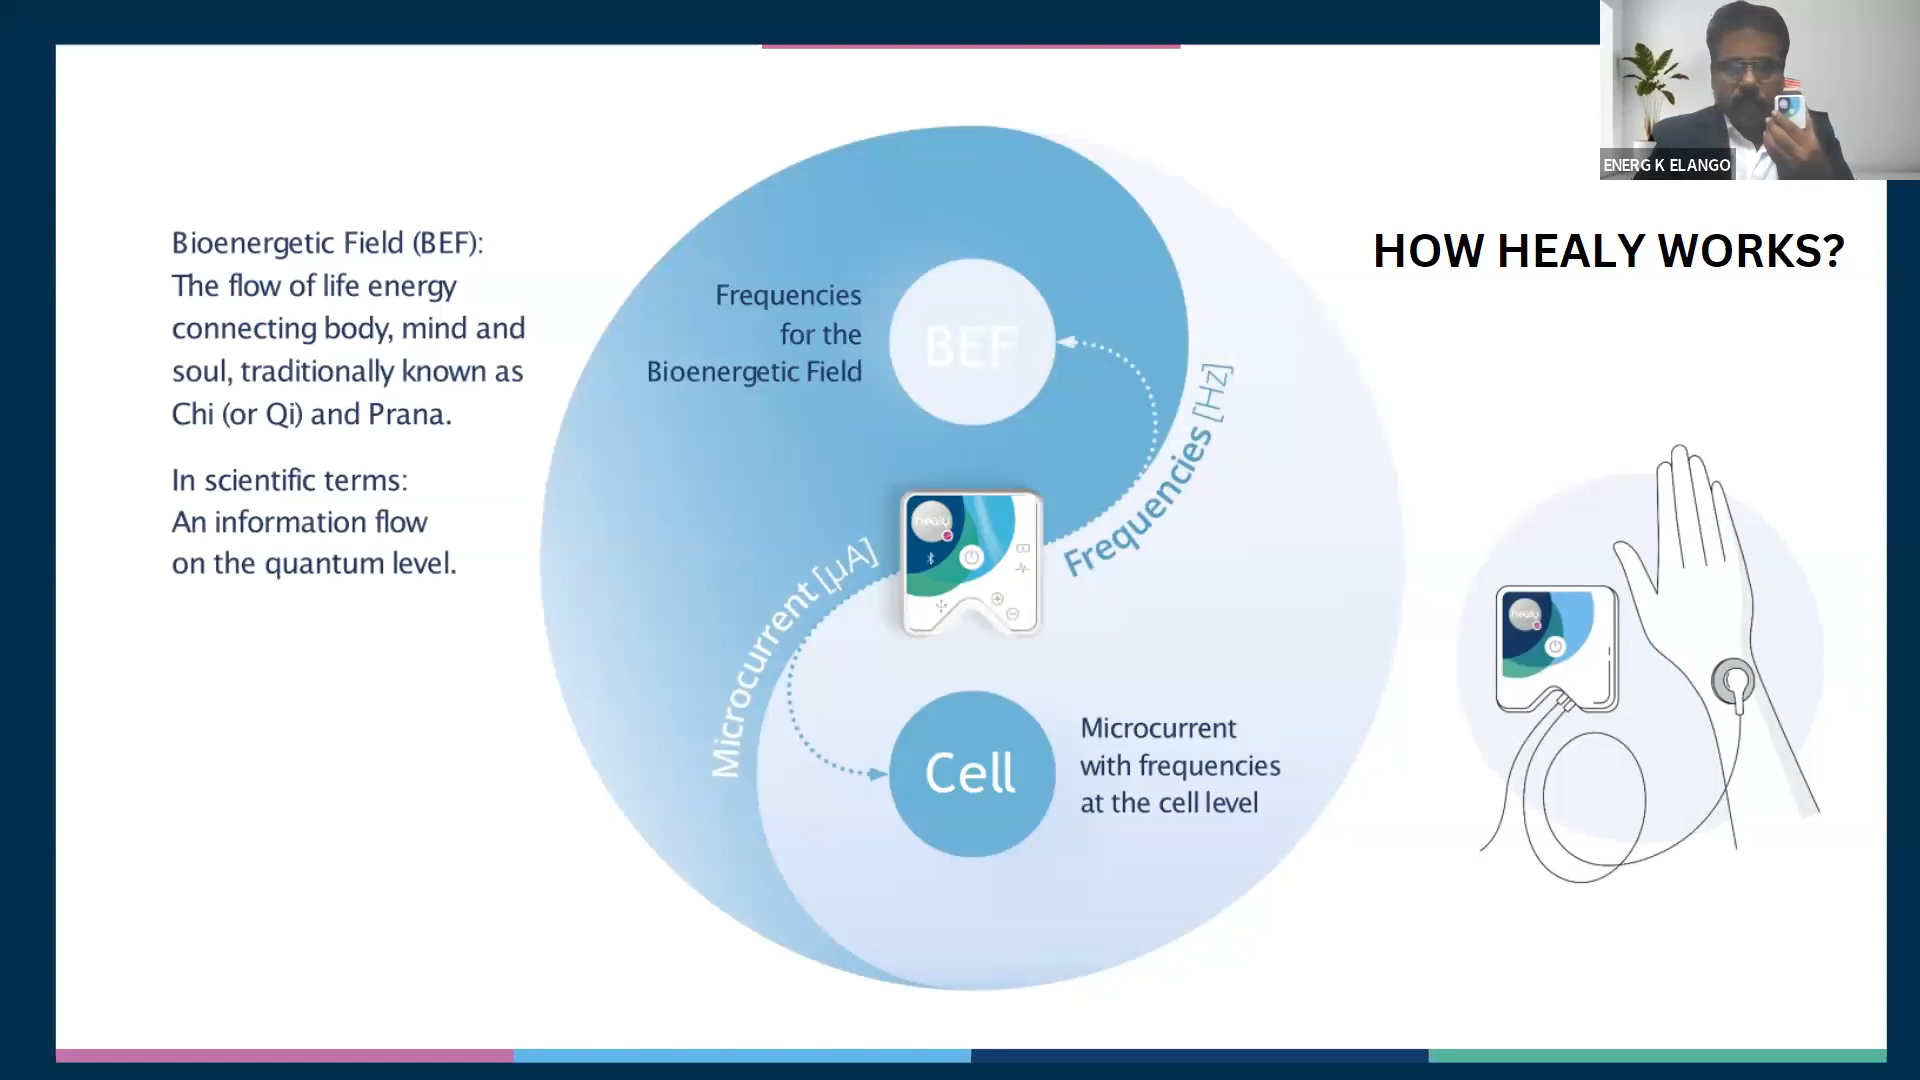 ENERG K ELANGO
HOW HEALY WORKS?
Bioenergetic Field (BEF):
The flow of life energy
connecting body, mind and
soul, traditionally known as
Chi (or Qi) and Prana.
In scientific terms:
An information flow
on the quantum level.
Frequencies
for the
Bioenergetic Field
BEF
Frequencies [Hz]
healy
Microcurrent [µA]
Cell
Microcurrent
with frequencies
at the cell level
healy